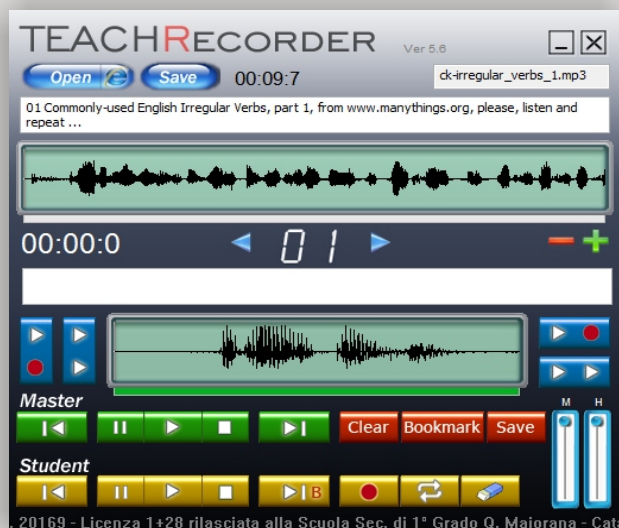 TEACHRECORDER Ver 5.6
Open Save 00:09:7 ck-irregular_verbs_1.mp3
01 Commonly-used English Irregular Verbs, part 1, from www.manythings.org, please, listen and
repeat ...
00:00:0 01
Master M H
Clear Bookmark Save
Student
B
. 20169 - Licenza 1+28 rilasciata alla Scuola Sec. di 1° Grado Q. Maiorana - Cat